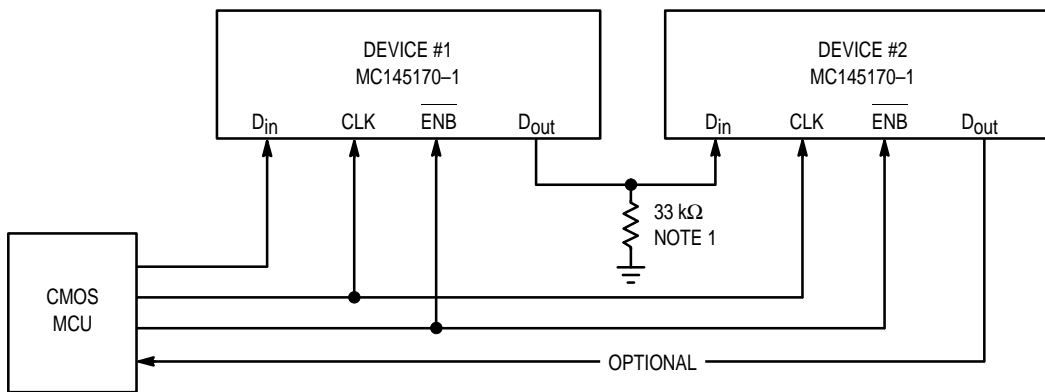 DEVICE #1
MC145170–1
Din CLK ENB Dout
DEVICE #2
MC145170–1
Din CLK ENB Dout
33 kΩ
NOTE 1
CMOS
MCU
OPTIONAL